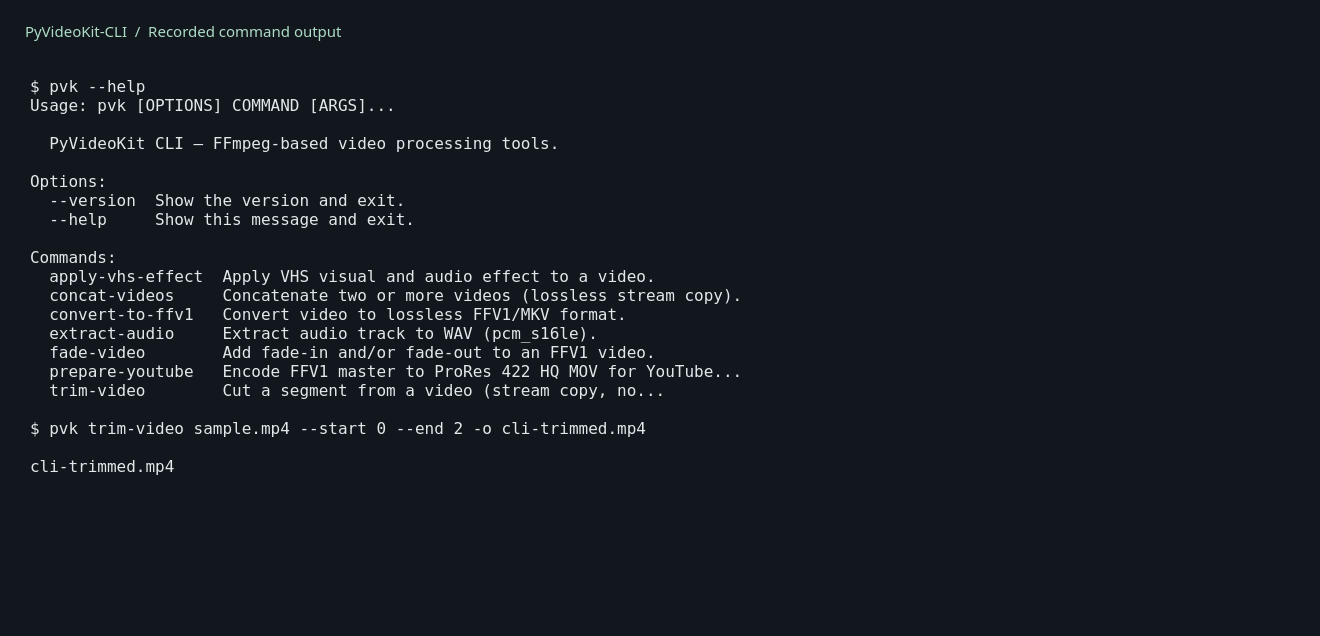 PyVideoKit-CLI / Recorded command output
$ pvk --help
Usage: pvk [OPTIONS] COMMAND [ARGS]...
PyVideoKit CLI — FFmpeg-based video processing tools.
Options:
--version  Show the version and exit.
--help     Show this message and exit.
Commands:
apply-vhs-effect  Apply VHS visual and audio effect to a video.
concat-videos     Concatenate two or more videos (lossless stream copy).
convert-to-ffv1   Convert video to lossless FFV1/MKV format.
extract-audio     Extract audio track to WAV (pcm_s16le).
fade-video        Add fade-in and/or fade-out to an FFV1 video.
prepare-youtube   Encode FFV1 master to ProRes 422 HQ MOV for YouTube...
trim-video        Cut a segment from a video (stream copy, no...
$ pvk trim-video sample.mp4 --start 0 --end 2 -o cli-trimmed.mp4
cli-trimmed.mp4